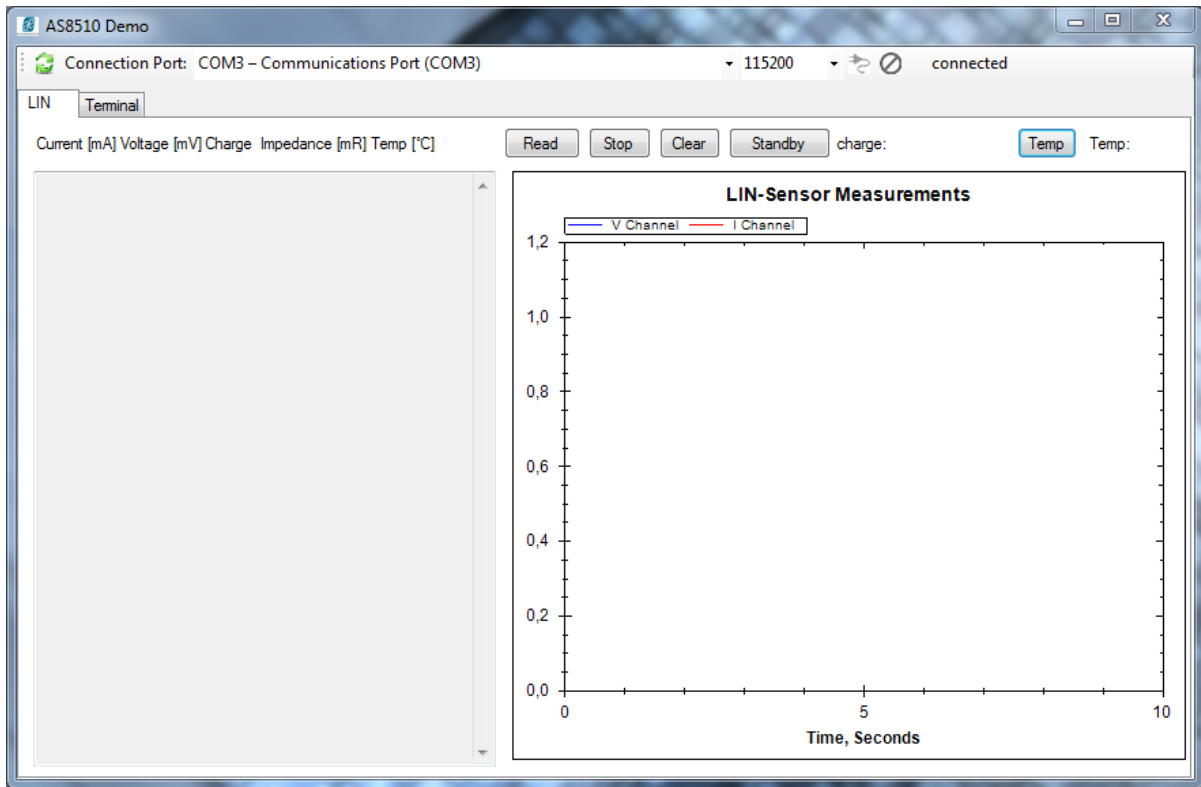 AS8510 Demo
Connection Port: COM3 – Communications Port (COM3) 115200 connected
LIN Teminal
Current [mA] Voltage [mV] Charge Impedance [mR] Temp [°C] Read Stop Clear Standby charge: Temp Temp:
LIN-Sensor Measurements
V Channel I Channel
1,2
1,0
0,8
0,6
0,4
0,2
0,0
0 5 10
Time, Seconds